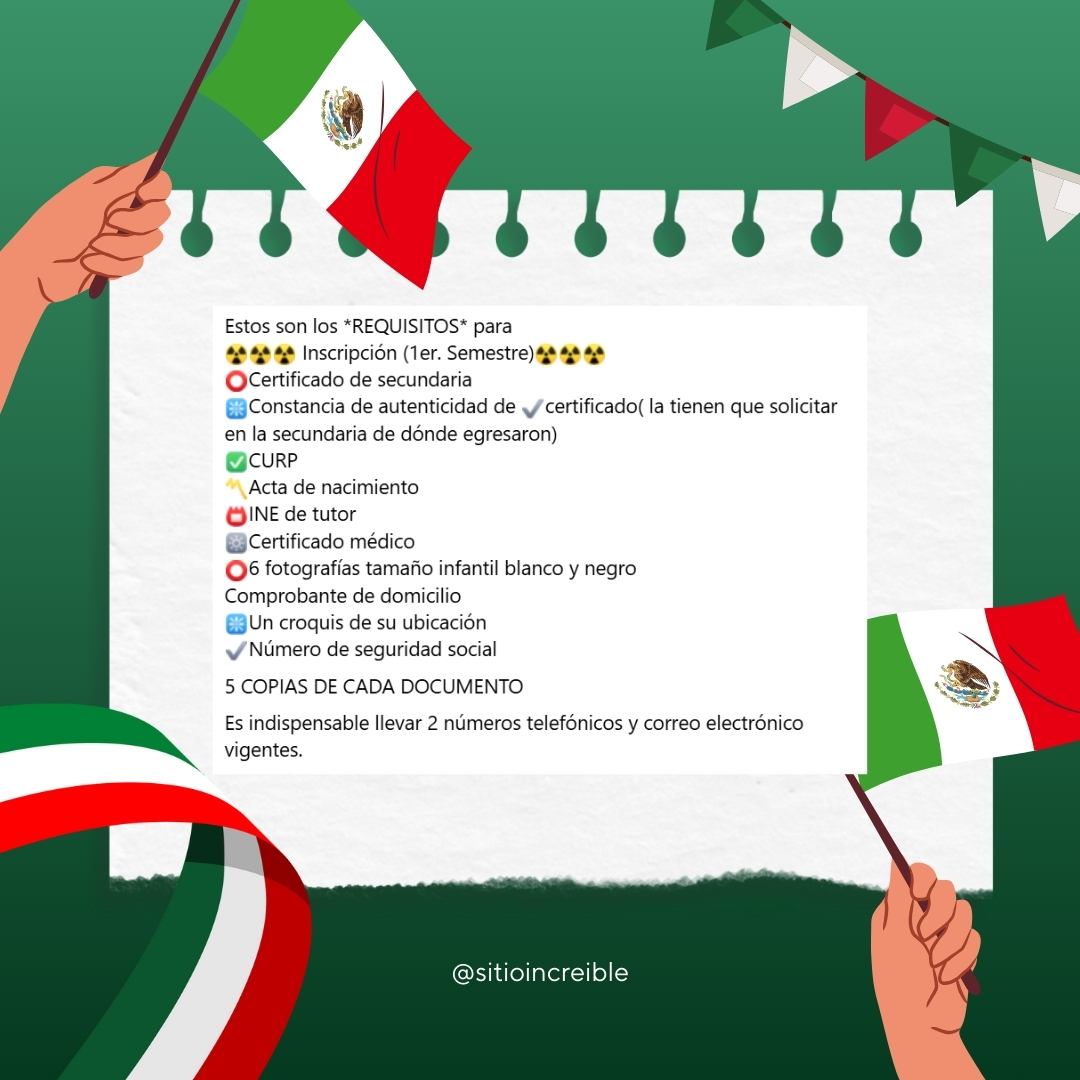 Estos son los *REQUISITOS* para
☢️☢️☢️ Inscripción (1er. Semestre)☢️☢️☢️
⭕Certificado de secundaria
❇️Constancia de autenticidad de ✔️certificado( la tienen que solicitar
en la secundaria de dónde egresaron)
✅CURP
〽️Acta de nacimiento
📛INE de tutor
⚙️Certificado médico
⭕6 fotografías tamaño infantil blanco y negro
Comprobante de domicilio
❇️Un croquis de su ubicación
✔️Número de seguridad social
5 COPIAS DE CADA DOCUMENTO
Es indispensable llevar 2 números telefónicos y correo electrónico
vigentes.
@sitioincreible